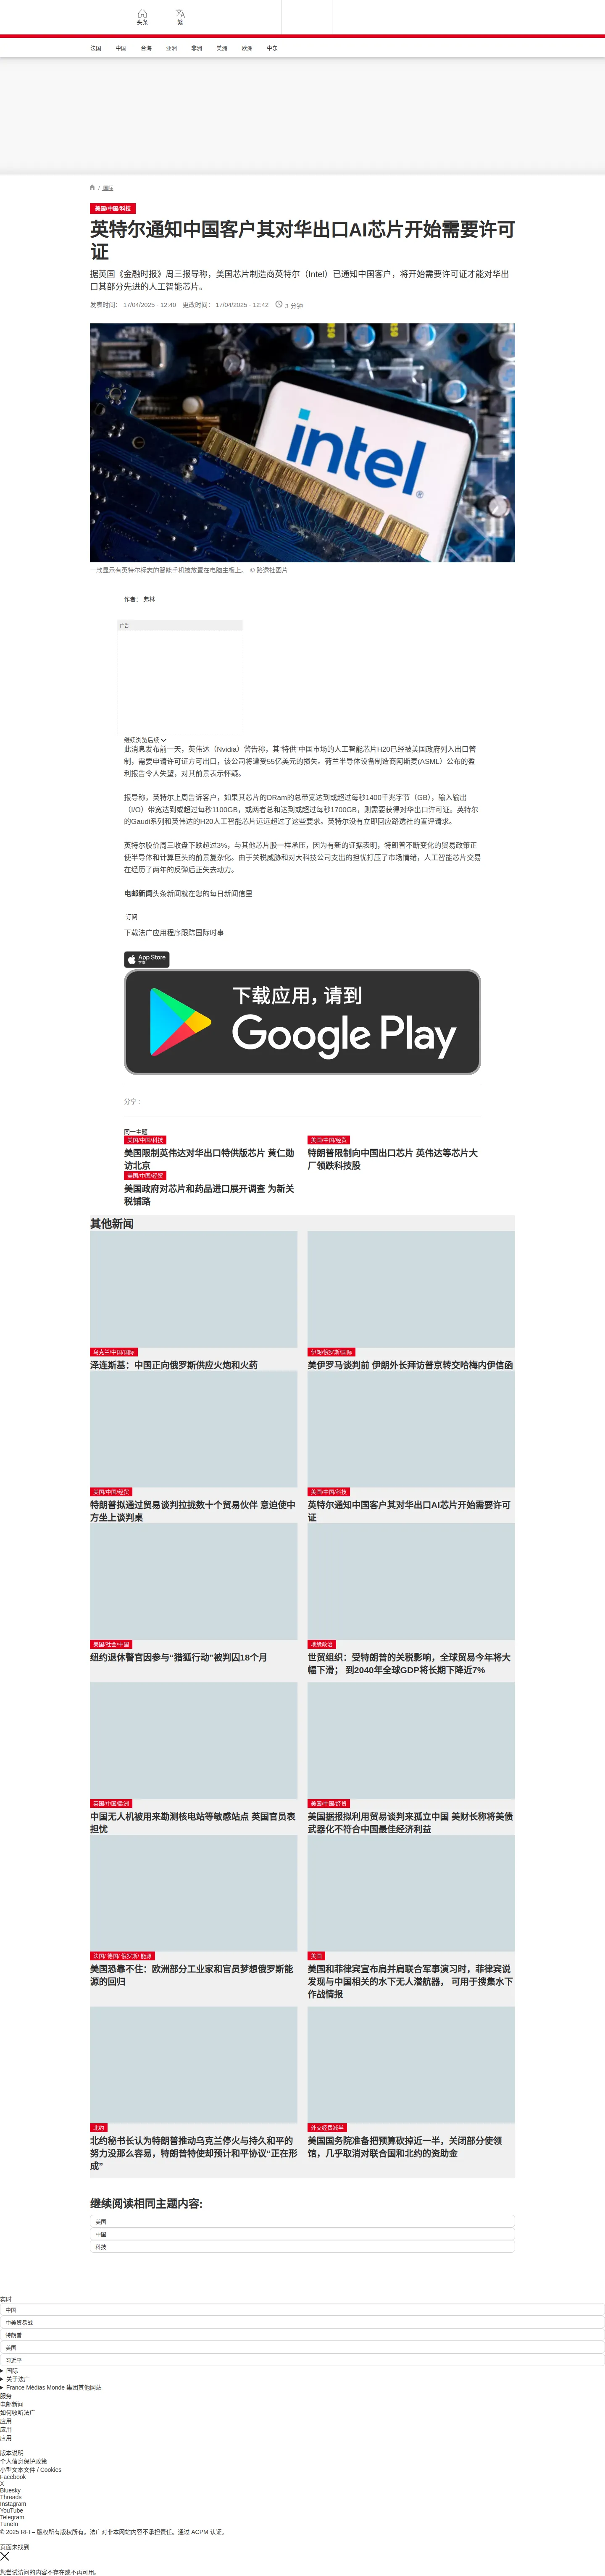 头条
繁
法国
中国
台海
亚洲
非洲
美洲
欧洲
中东
/ 国际
美国/中国/科技
英特尔通知中国客户其对华出口AI芯片开始需要许可
证
据英国《金融时报》周三报导称，美国芯片制造商英特尔（Intel）已通知中国客户，将开始需要许可证才能对华出
口其部分先进的人工智能芯片。
发表时间： 17/04/2025 - 12:40 更改时间： 17/04/2025 - 12:42 3 分钟
intel
一款显示有英特尔标志的智能手机被放置在电脑主板上。 © 路透社图片
作者： 弗林
广告
继续浏览后续
此消息发布前一天，英伟达（Nvidia）警告称，其“特供”中国市场的人工智能芯片H20已经被美国政府列入出口管
制，需要申请许可证方可出口，该公司将遭受55亿美元的损失。荷兰半导体设备制造商阿斯麦(ASML）公布的盈
利报告令人失望，对其前景表示怀疑。
报导称，英特尔上周告诉客户，如果其芯片的DRam的总带宽达到或超过每秒1400千兆字节（GB），输入输出
（I/O）带宽达到或超过每秒1100GB，或两者总和达到或超过每秒1700GB，则需要获得对华出口许可证。英特尔
的Gaudi系列和英伟达的H20人工智能芯片远远超过了这些要求。英特尔没有立即回应路透社的置评请求。
英特尔股价周三收盘下跌超过3%，与其他芯片股一样承压，因为有新的证据表明，特朗普不断变化的贸易政策正
使半导体和计算巨头的前景复杂化。由于关税威胁和对大科技公司支出的担忧打压了市场情绪，人工智能芯片交易
在经历了两年的反弹后正失去动力。
电邮新闻头条新闻就在您的每日新闻信里
订阅
下载法广应用程序跟踪国际时事
App Store
下载
下载应用，请到
Google Play
分享 :
同一主题
美国/中国/科技
美国限制英伟达对华出口特供版芯片 黄仁勋
访北京
美国/中国/经贸
特朗普限制向中国出口芯片 英伟达等芯片大
厂领跌科技股
美国/中国/经贸
美国政府对芯片和药品进口展开调查 为新关
税铺路
其他新闻
乌克兰/中国/国际
泽连斯基：中国正向俄罗斯供应火炮和火药
伊朗/俄罗斯/国际
美伊罗马谈判前 伊朗外长拜访普京转交哈梅内伊信函
美国/中国/经贸
特朗普拟通过贸易谈判拉拢数十个贸易伙伴 意迫使中
方坐上谈判桌
美国/中国/科技
英特尔通知中国客户其对华出口AI芯片开始需要许可
证
美国/社会/中国
纽约退休警官因参与“猎狐行动”被判囚18个月
地缘政治
世贸组织：受特朗普的关税影响，全球贸易今年将大
幅下滑； 到2040年全球GDP将长期下降近7%
英国/中国/欧洲
中国无人机被用来勘测核电站等敏感站点 英国官员表
担忧
美国/中国/经贸
美国据报拟利用贸易谈判来孤立中国 美财长称将美债
武器化不符合中国最佳经济利益
法国/ 德国/ 俄罗斯/ 能源
美国恐靠不住：欧洲部分工业家和官员梦想俄罗斯能
源的回归
美国
美国和菲律宾宣布肩并肩联合军事演习时，菲律宾说
发现与中国相关的水下无人潜航器， 可用于搜集水下
作战情报
北约
北约秘书长认为特朗普推动乌克兰停火与持久和平的
努力没那么容易，特朗普特使却预计和平协议“正在形
成”
外交经费减半
美国国务院准备把预算砍掉近一半，关闭部分使领
馆，几乎取消对联合国和北约的资助金
继续阅读相同主题内容:
美国
中国
科技
实时
中国
中美贸易战
特朗普
美国
习近平
国际
关于法广
France Médias Monde 集团其他网站
服务
电邮新闻
如何收听法广
应用
应用
应用
版本说明
个人信息保护政策
小型文本文件 / Cookies
Facebook
X
Bluesky
Threads
Instagram
YouTube
Telegram
TuneIn
© 2025 RFI – 版权所有版权所有。法广对非本网站内容不承担责任。通过 ACPM 认证。
页面未找到
您尝试访问的内容不存在或不再可用。